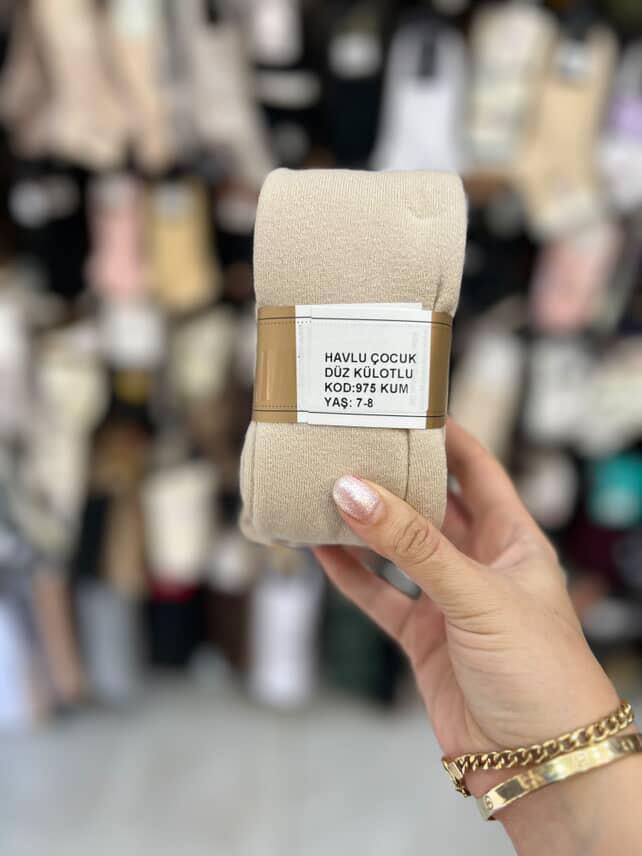 HAVLU ÇOCUK
DÜZ KÜLOTLU
KOD:975 KUM
YAŞ: 7-8